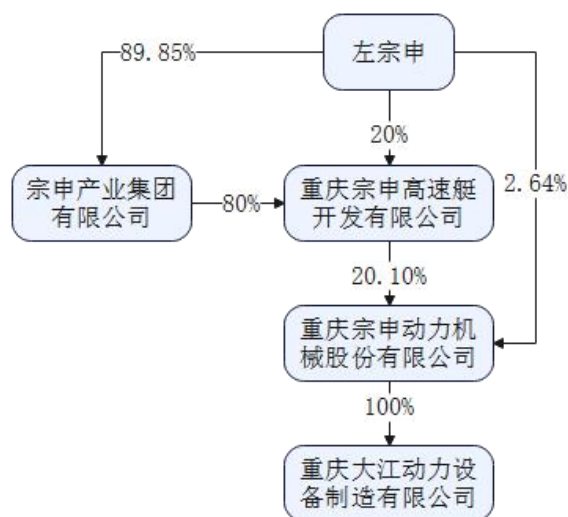 左宗申
89.85%
20%
2.64%
宗申产业集团
有限公司
80%
重庆宗申高速艇
开发有限公司
20.10%
重庆宗申动力机
械股份有限公司
100%
重庆大江动力设
备制造有限公司